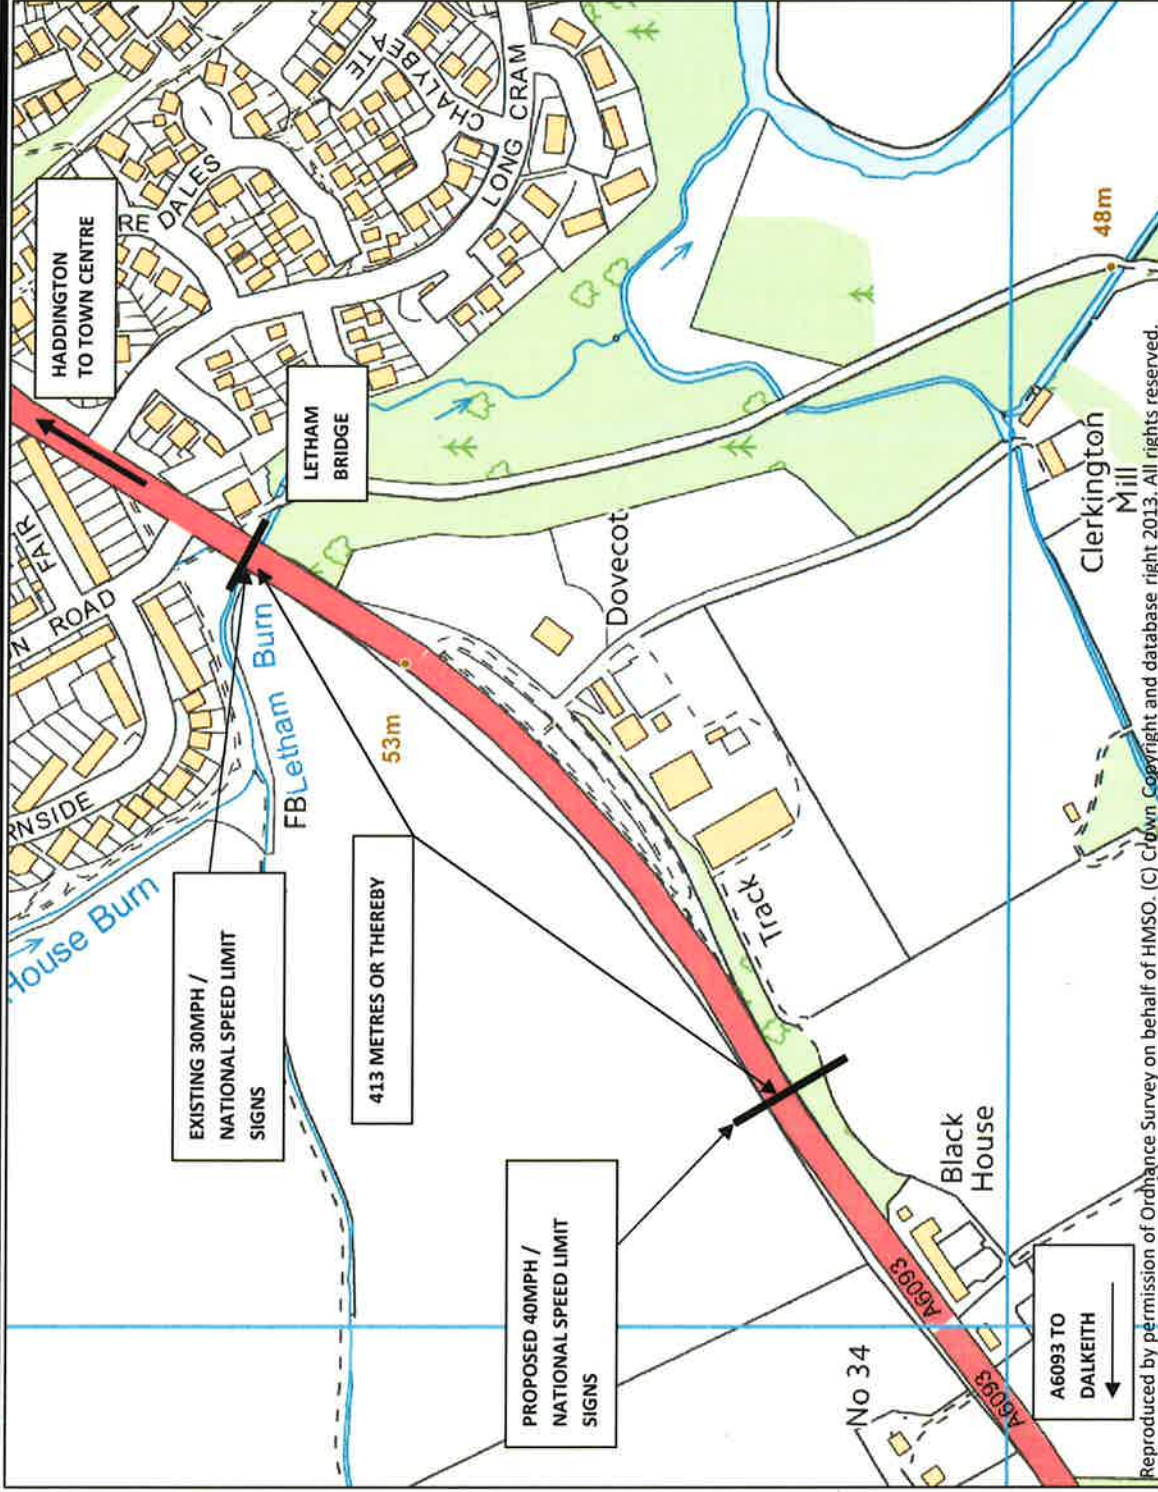 HADDINGTON
TO TOWN CENTRE
RE DALES
CHALYBEATE
LONG CRAM
FAIR
N ROAD
RNSIDE
LETHAM
BRIDGE
House Burn
FB
Letham Burn
53m
Dovecot
48m
EXISTING 30MPH /
NATIONAL SPEED LIMIT
SIGNS
413 METRES OR THEREBY
Track
Clerkington
Mill
PROPOSED 40MPH /
NATIONAL SPEED LIMIT
SIGNS
Black
House
A6093
A6093
No 34
A6093 TO
DALKEITH
Reproduced by permission of Ordnance Survey on behalf of HMSO. (C) Crown Copyright and database right 2013. All rights reserved.